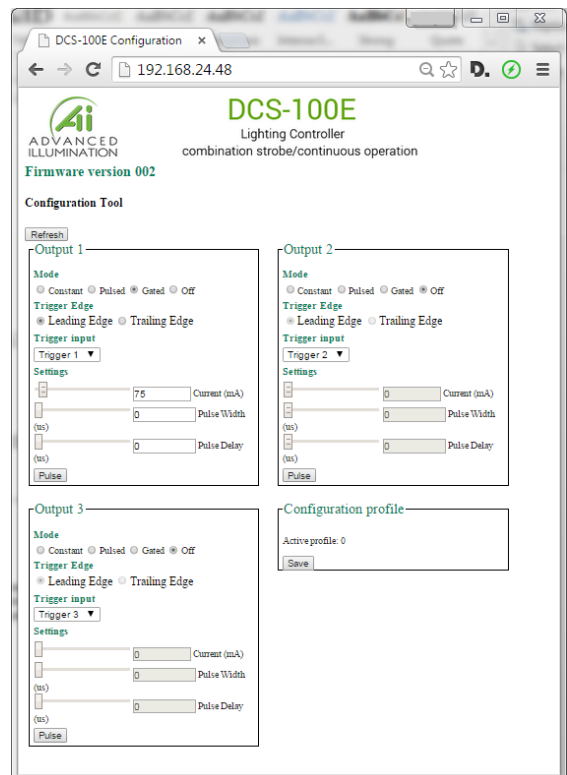 DCS-100E Configuration
192.168.24.48
D.
Ai
ADVANCED
ILLUMINATION
DCS-100E
Lighting Controller
combination strobe/continuous operation
Firmware version 002
Configuration Tool
Refresh
Output 1
Mode
Constant Pulsed Gated Off
Trigger Edge
Leading Edge Trailing Edge
Trigger input
Trigger 1
Settings
75 Current (mA)
0 Pulse Width
(us)
0 Pulse Delay
(us)
Pulse
Output 2
Mode
Constant Pulsed Gated Off
Trigger Edge
Leading Edge Trailing Edge
Trigger input
Trigger 2
Settings
0 Current (mA)
0 Pulse Width
(us)
0 Pulse Delay
(us)
Pulse
Output 3
Mode
Constant Pulsed Gated Off
Trigger Edge
Leading Edge Trailing Edge
Trigger input
Trigger 3
Settings
0 Current (mA)
0 Pulse Width
(us)
0 Pulse Delay
(us)
Pulse
Configuration profile
Active profile: 0
Save